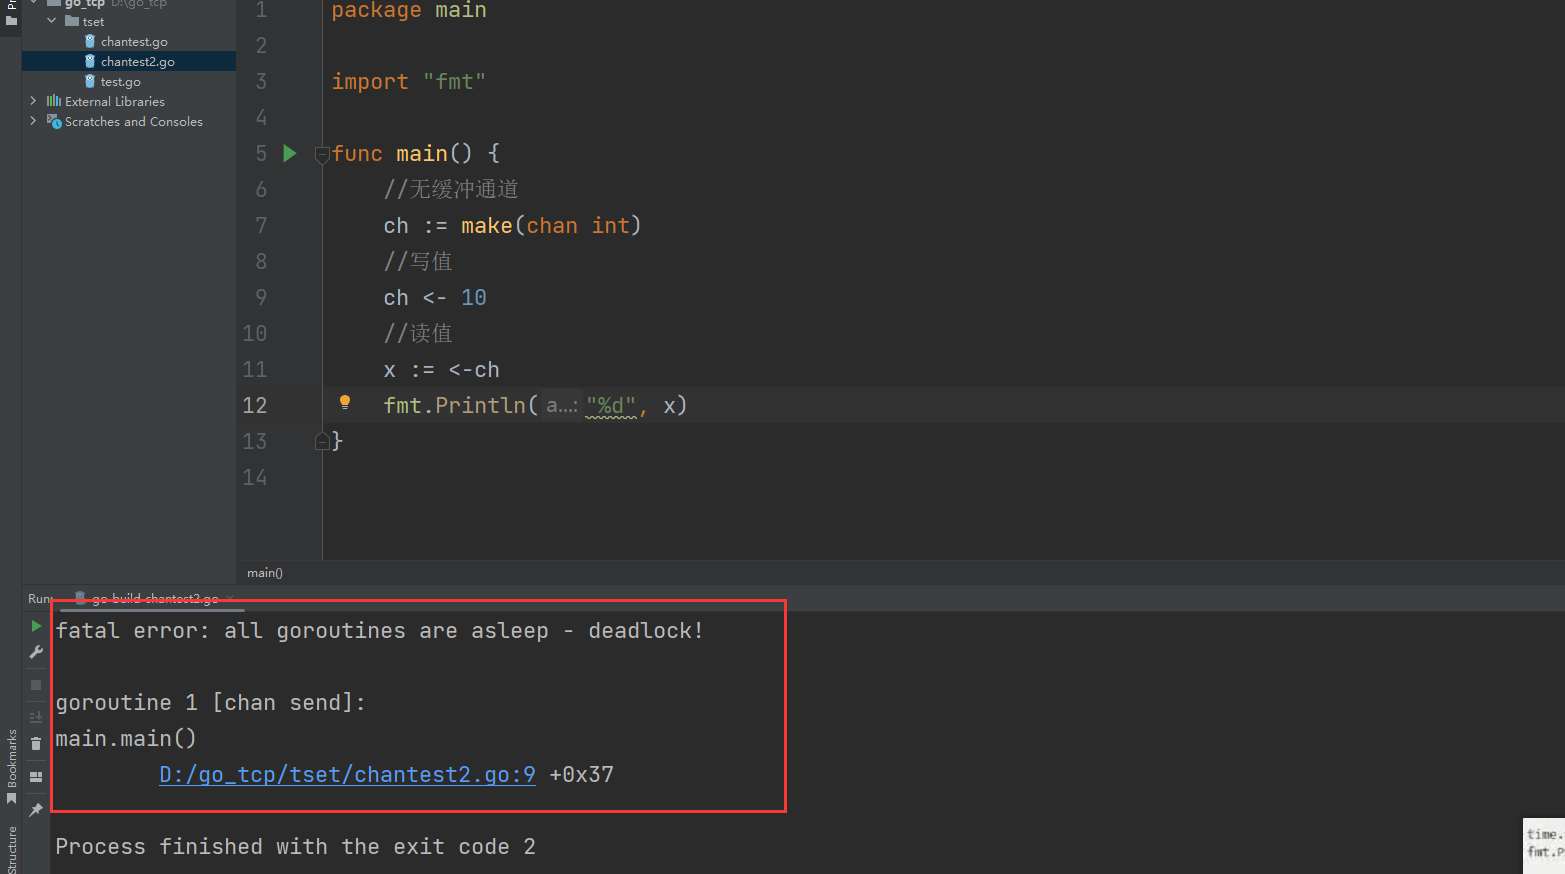 go_tcp D:\go_tcp
tset
chantest.go
chantest2.go
test.go
External Libraries
Scratches and Consoles
1 package main
2
3 import "fmt"
4
5 func main() {
6 //无缓冲通道
7 ch := make(chan int)
8 //写值
9 ch <- 10
10 //读值
11 x := <-ch
12 fmt.Println( a...: "%d", x)
13 }
14
main()
Run: go build chantest2.go ×
fatal error: all goroutines are asleep - deadlock!
goroutine 1 [chan send]:
main.main()
D:/go_tcp/tset/chantest2.go:9 +0x37
Process finished with the exit code 2
Bookmarks
Structure
time.
fmt.P